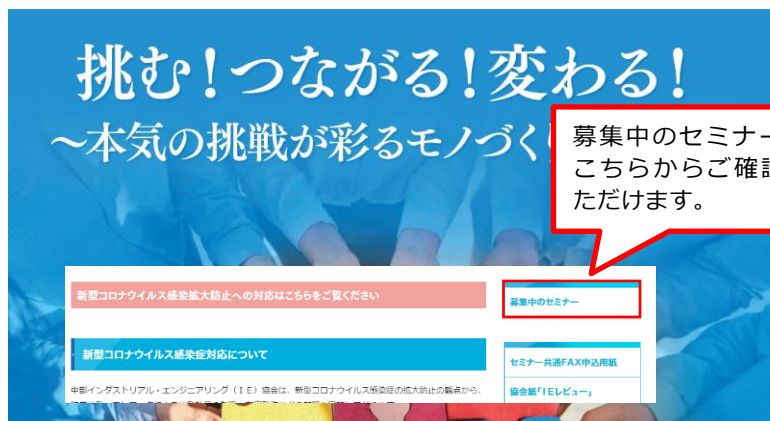 挑む！つながる！変わる！
～本気の挑戦が彩るモノづく
募集中のセミナー
こちらからご確認
ただけます。
新型コロナウイルス感染拡大防止への対応はこちらをご覧ください
募集中のセミナー
新型コロナウイルス感染症対応について
セミナー共通FAX申込用紙
中部インダストリアル・エンジニアリング（ＩＥ）協会は、新型コロナウイルス感染症の拡大防止の観点から、
協会紙「ＩＥレビュー」